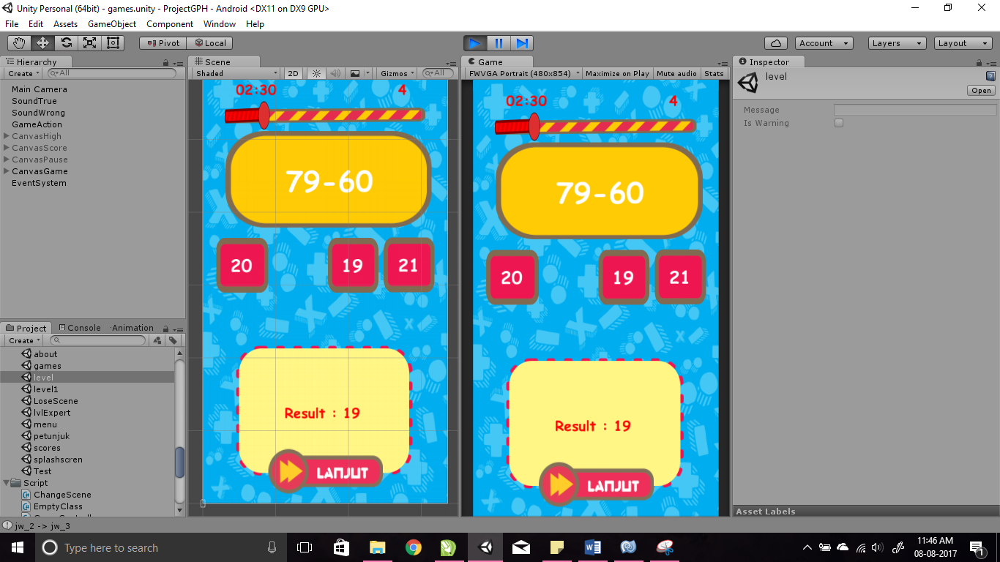 Unity Personal (64bit) - games.unity - ProjectGPH - Android <DX11 on DX9 GPU>
File Edit Assets GameObject Component Window Help
Pivot Local Account Layers Layout
Hierarchy
Create All
Main Camera
SoundTrue
SoundWrong
GameAction
CanvasHigh
CanvasScore
CanvasPause
CanvasGame
EventSystem
Project Console Animation
Create
about
games
level
level1
LoseScene
lvlExpert
menu
petunjuk
scores
splashscren
Test
Script
ChangeScene
EmptyClass
jw_2 -> jw_3
Scene
Shaded 2D Gizmos All
02:30 4
79-60
20 19 21
Result : 19
LANJUT
Game
FWVGA Portrait (480x854) Maximize on Play Mute audio Stats
02:30 4
79-60
20 19 21
Result : 19
LANJUT
Inspector
level
Open
Message
Is Warning
Asset Labels
Type here to search
11:46 AM
08-08-2017
1